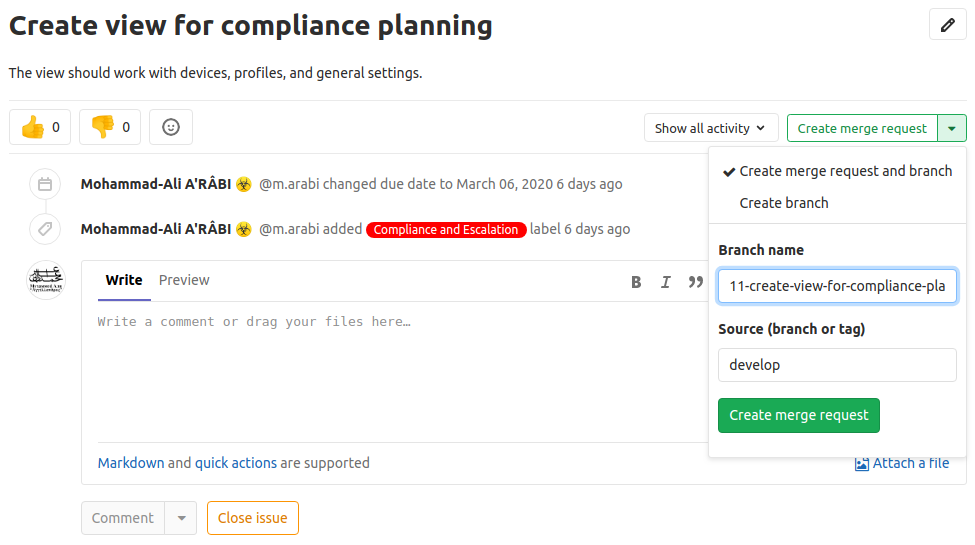 Create view for compliance planning
The view should work with devices, profiles, and general settings.
0 0 Show all activity Create merge request
Create merge request and branch
Create branch
Mohammad-Ali A'RÂBI @m.arabi changed due date to March 06, 2020 6 days ago
Mohammad-Ali A'RÂBI @m.arabi added Compliance and Escalation label 6 days ago
Branch name
11-create-view-for-compliance-pla
Source (branch or tag)
develop
Create merge request
Write Preview B I
Write a comment or drag your files here…
Markdown and quick actions are supported
Attach a file
Comment Close issue